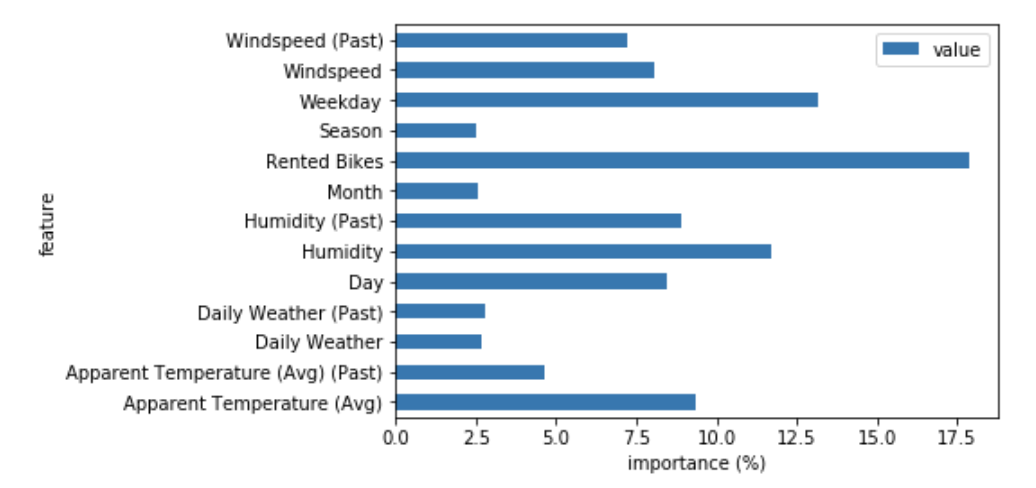 value
Windspeed (Past)
Windspeed
Weekday
Season
Rented Bikes
Month
Humidity (Past)
Humidity
Day
Daily Weather (Past)
Daily Weather
Apparent Temperature (Avg) (Past)
Apparent Temperature (Avg)
feature
0.0 2.5 5.0 7.5 10.0 12.5 15.0 17.5
importance (%)